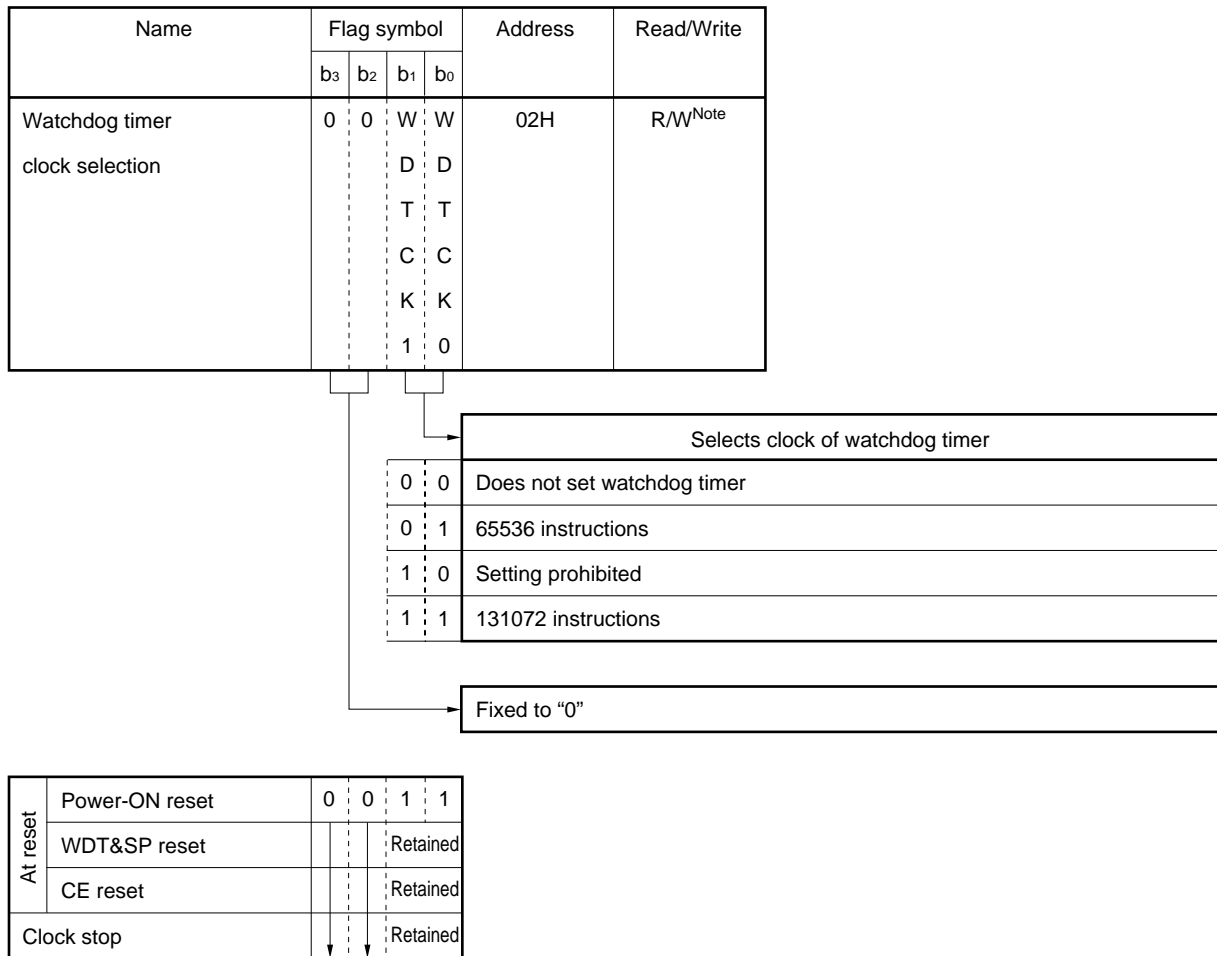 Name Flag symbol Address Read/Write
b3 b2 b1 b0
Watchdog timer 0 0 W W 02H R/WNote
clock selection D D
T T
C C
K K
1 0
Selects clock of watchdog timer
0 0 Does not set watchdog timer
0 1 65536 instructions
1 0 Setting prohibited
1 1 131072 instructions
Fixed to “0”
At reset
Power-ON reset 0 0 1 1
WDT&SP reset Retained
CE reset Retained
Clock stop Retained